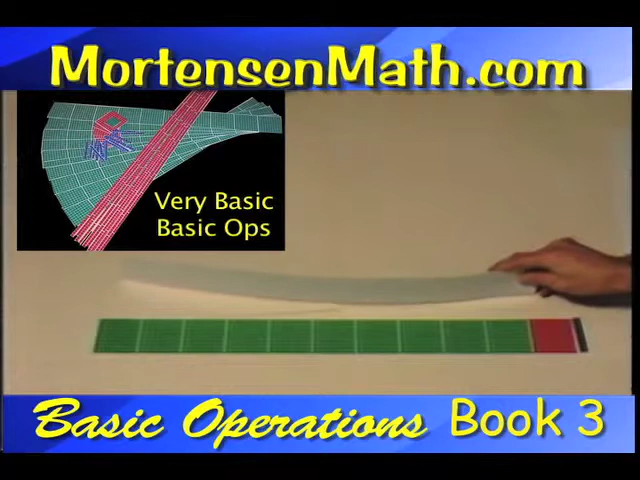 MortensenMath.com
Very Basic
Basic Ops
Basic Operations Book 3